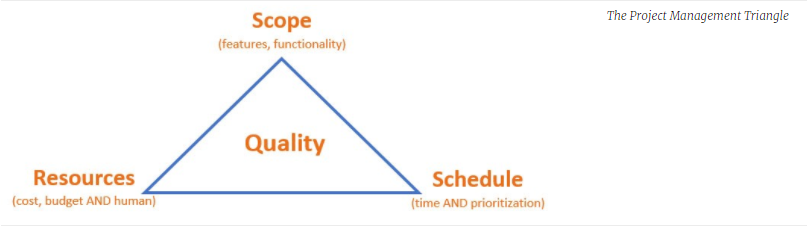 The Project Management Triangle
Scope
(features, functionality)
Quality
Resources
(cost, budget AND human)
Schedule
(time AND prioritization)